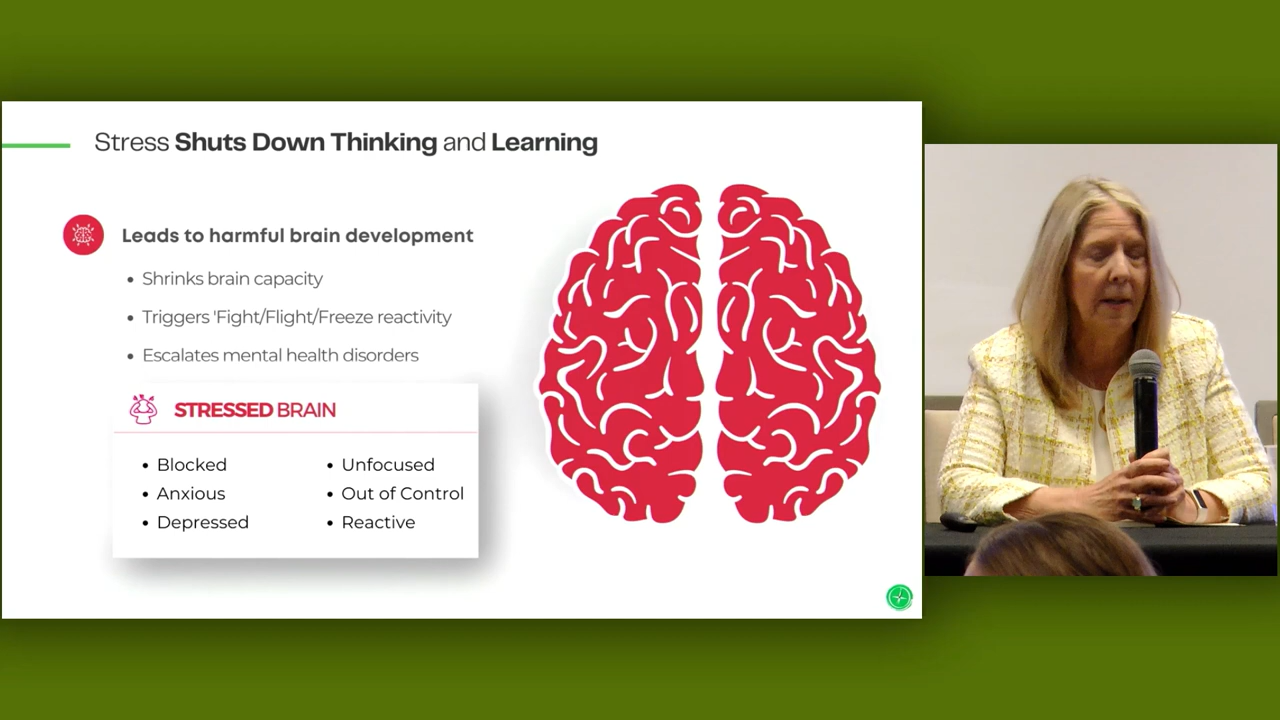 Stress Shuts Down Thinking and Learning
Leads to harmful brain development
• Shrinks brain capacity
• Triggers 'Fight/Flight/Freeze reactivity
• Escalates mental health disorders
STRESSED BRAIN
• Blocked
• Anxious
• Depressed
• Unfocused
• Out of Control
• Reactive